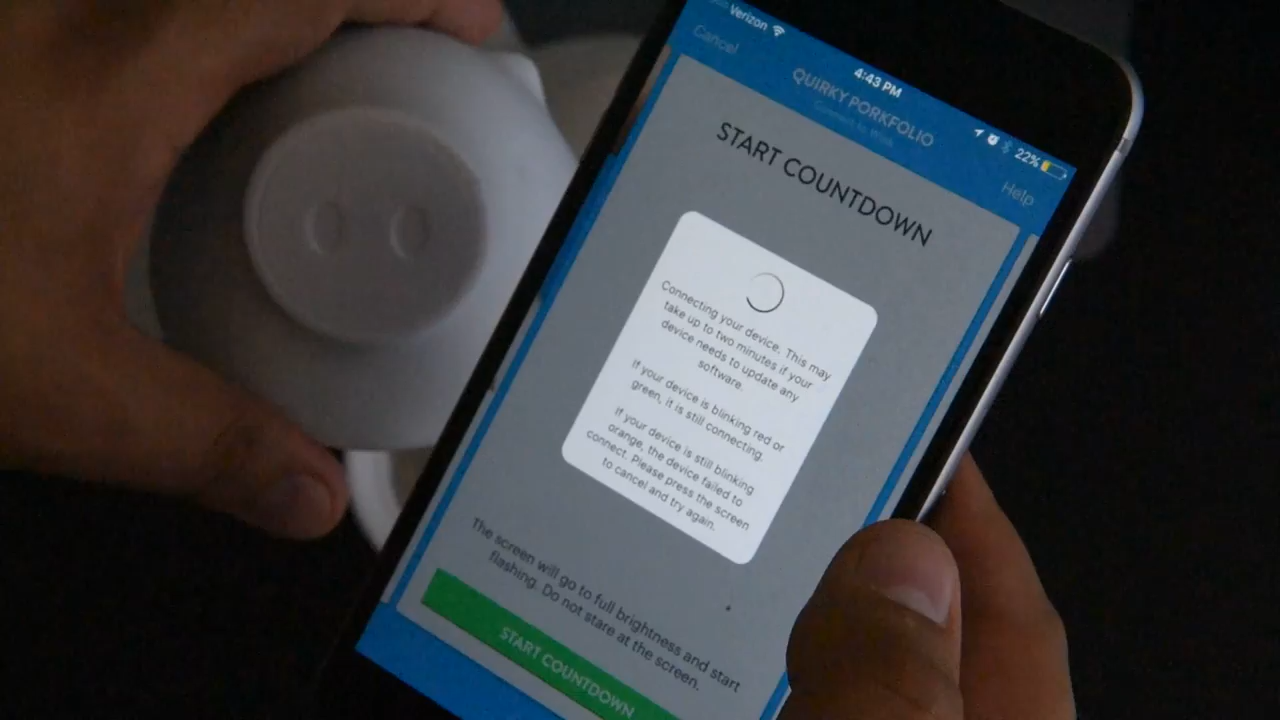 Verizon
4:43 PM
22%
Cancel
QUIRKY PORKFOLIO
Connect to Wink
Help
START COUNTDOWN
Connecting your device. This may
take up to two minutes if your
device needs to update any
software.
If your device is blinking red or
green, it is still connecting.
If your device is still blinking
orange, the device failed to
connect. Please press the screen
to cancel and try again.
The screen will go to full brightness and start
flashing. Do not stare at the screen.
START COUNTDOWN